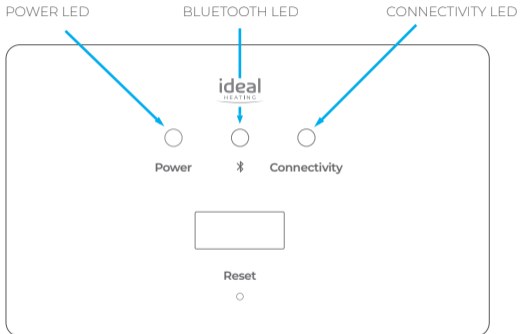 POWER LED BLUETOOTH LED CONNECTIVITY LED
ideal
HEATING
Power Connectivity
Reset